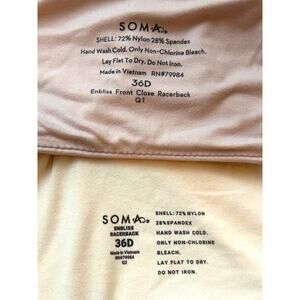 SOMA®
SHELL: 72% Nylon 28% Spandex
Hand Wash Cold. Only Non-Chlorine Bleach.
Lay Flat To Dry. Do Not Iron.
Made in Vietnam RN#79984
36D
Enbliss Front Close Racerback
Q1
SOMA®
ENBLISS
RACERBACK
36D
Made in Vietnam
RN#79984
Q2
SHELL: 72% NYLON
28% SPANDEX
HAND WASH COLD.
ONLY NON-CHLORINE
BLEACH.
LAY FLAT TO DRY.
DO NOT IRON.